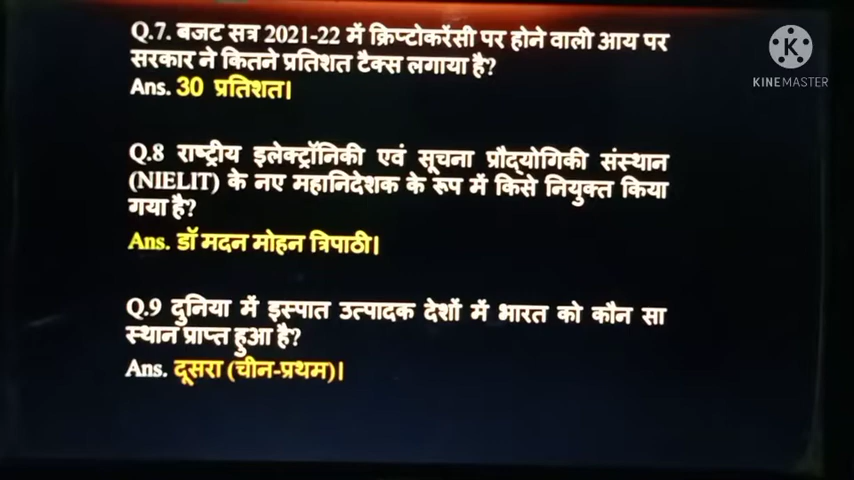 Q.7. बजट सत्र 2021-22 में क्रिप्टोकरेंसी पर होने वाली आय पर
सरकार ने कितने प्रतिशत टैक्स लगाया है?
Ans. 30 प्रतिशत।
KINEMASTER
Q.8 राष्ट्रीय इलेक्ट्रॉनिकी एवं सूचना प्रौद्योगिकी संस्थान
(NIELIT) के नए महानिदेशक के रूप में किसे नियुक्त किया
गया है?
Ans. डॉ मदन मोहन त्रिपाठी।
Q.9 दुनिया में इस्पात उत्पादक देशों में भारत को कौन सा
स्थान प्राप्त हुआ है?
Ans. दूसरा (चीन-प्रथम)।